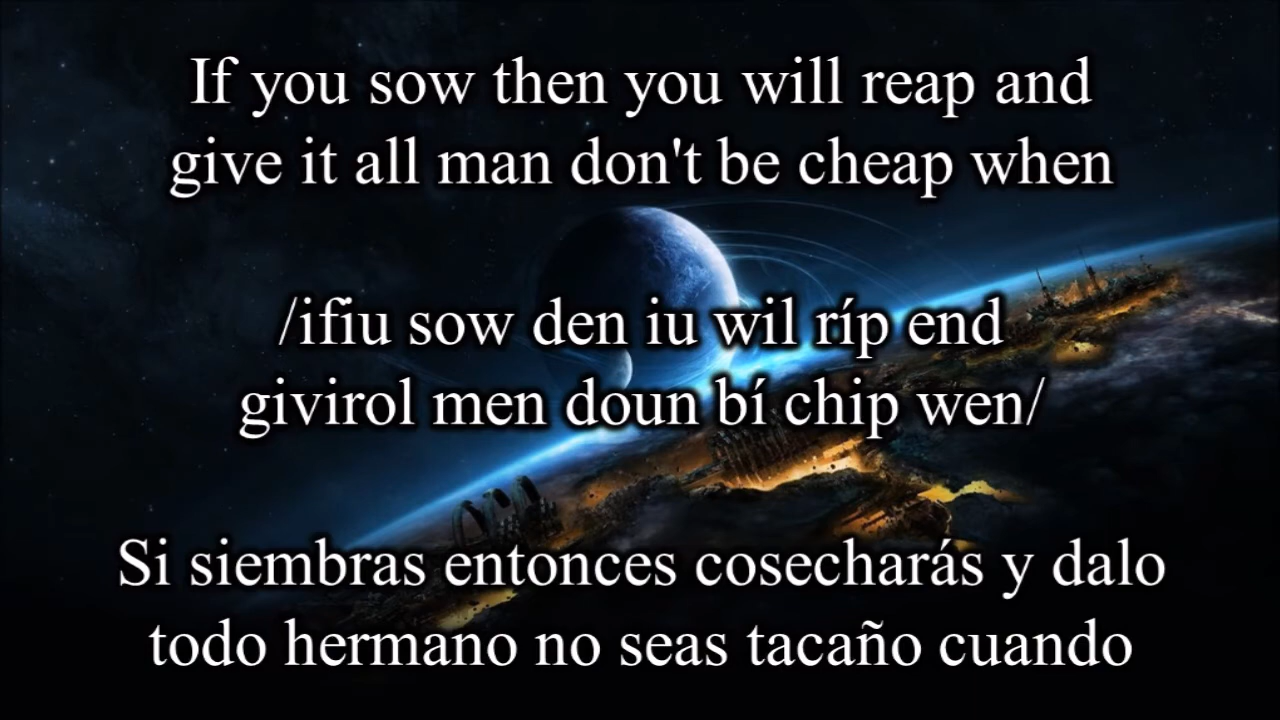 If you sow then you will reap and
give it all man don't be cheap when
/ifiu sow den iu wil ríp end
givirol men doun bí chip wen/
Si siembras entonces cosecharás y dalo
todo hermano no seas tacaño cuando